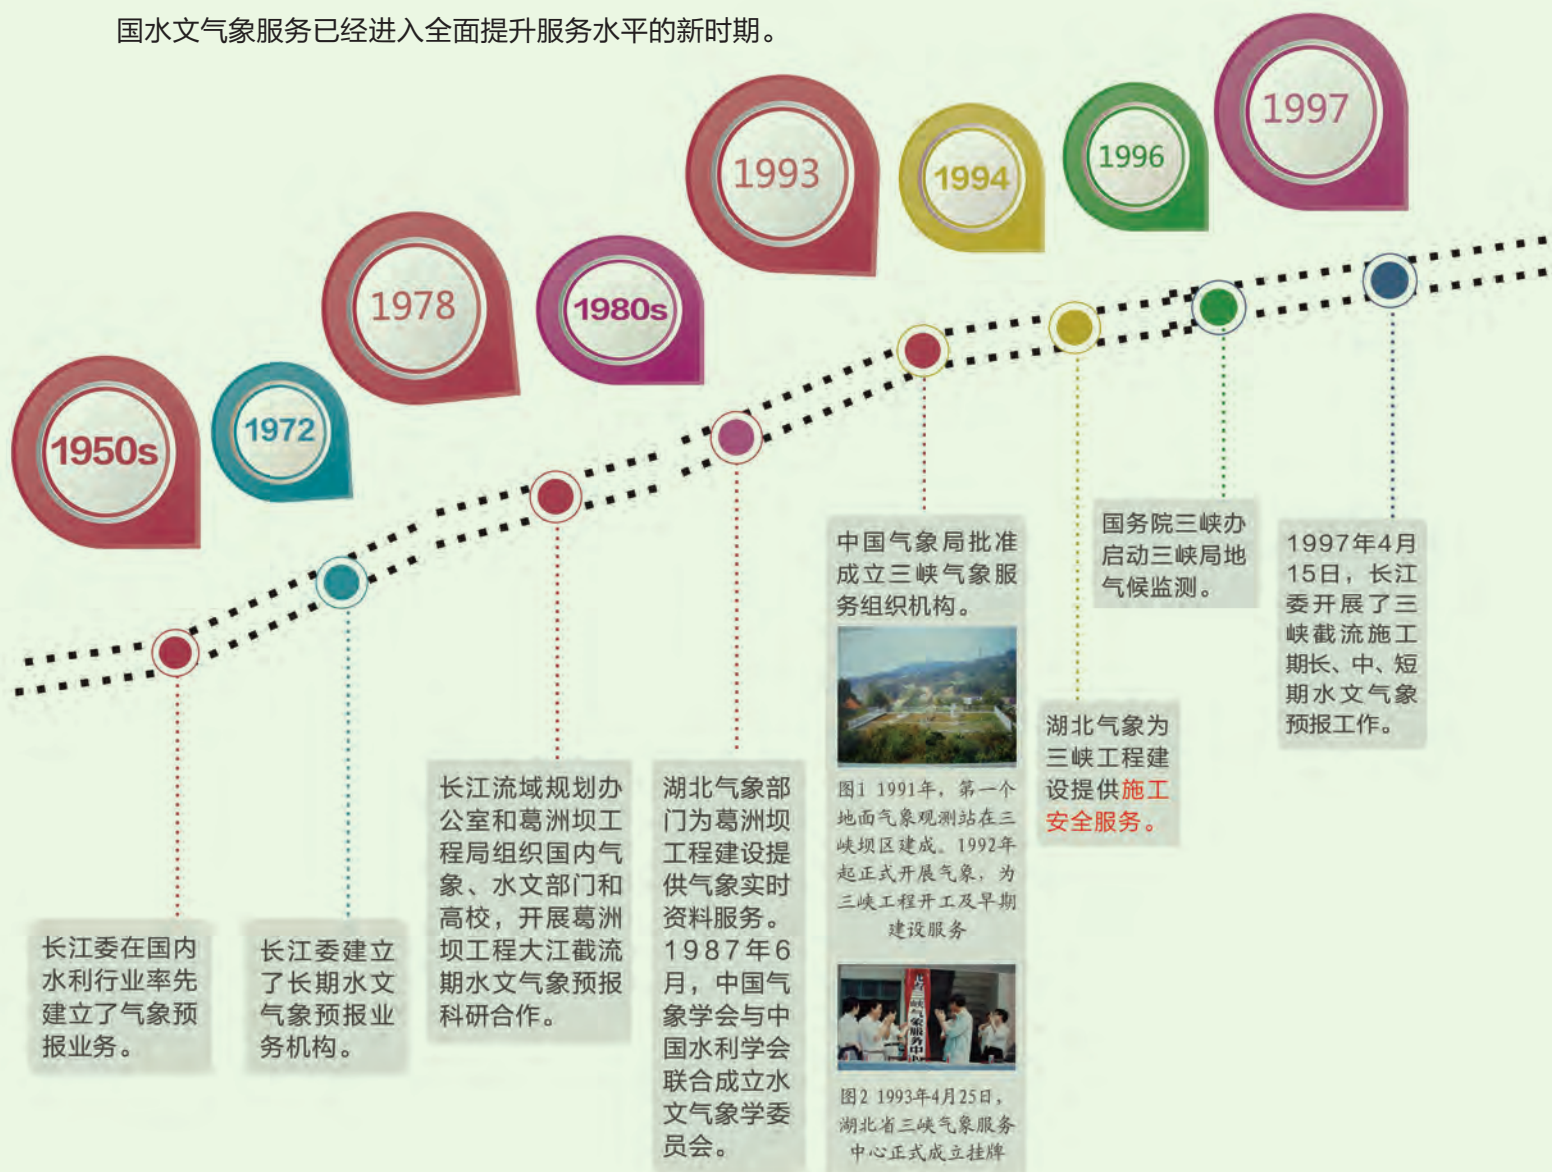 国水文气象服务已经进入全面提升服务水平的新时期。
1950s
1972
1978
1980s
1993
1994
1996
1997
长江委在国内
水利行业率先
建立了气象预
报业务。
长江委建立
了长期水文
气象预报业
务机构。
长江流域规划办
公室和葛洲坝工
程局组织国内气
象、水文部门和
高校，开展葛洲
坝工程大江截流
期水文气象预报
科研合作。
湖北气象部
门为葛洲坝
工程建设提
供气象实时
资料服务。
1987年6
月，中国气
象学会与中
国水利学会
联合成立水
文气象学委
员会。
中国气象局批准
成立三峡气象服
务组织机构。
图1 1991年，第一个
地面气象观测站在三
峡坝区建成。1992年
起正式开展气象，为
三峡工程开工及早期
建设服务
三峡气象服务中心
图2 1993年4月25日，
湖北省三峡气象服务
中心正式成立挂牌
湖北气象为
三峡工程建
设提供施工
安全服务。
国务院三峡办
启动三峡局地
气候监测。
1997年4月
15日，长江
委开展了三
峡截流施工
期长、中、短
期水文气象
预报工作。